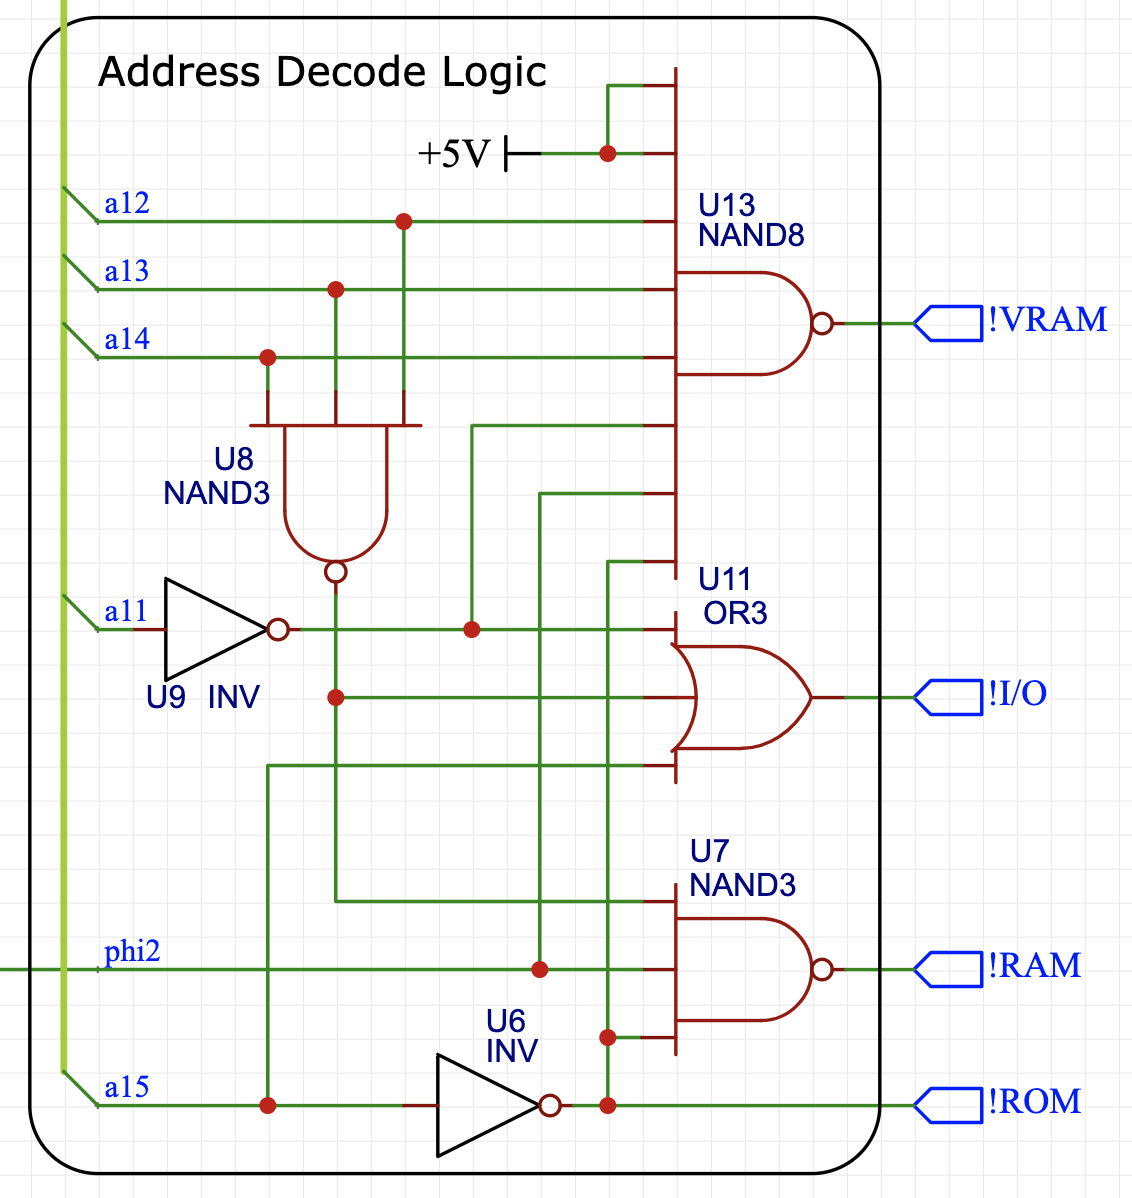 Address Decode Logic
+5V
a12
U13
NAND8
a13
!VRAM
a14
U8
NAND3
U11
OR3
a11
U9 INV
!I/O
U7
NAND3
phi2
!RAM
U6
INV
a15
!ROM